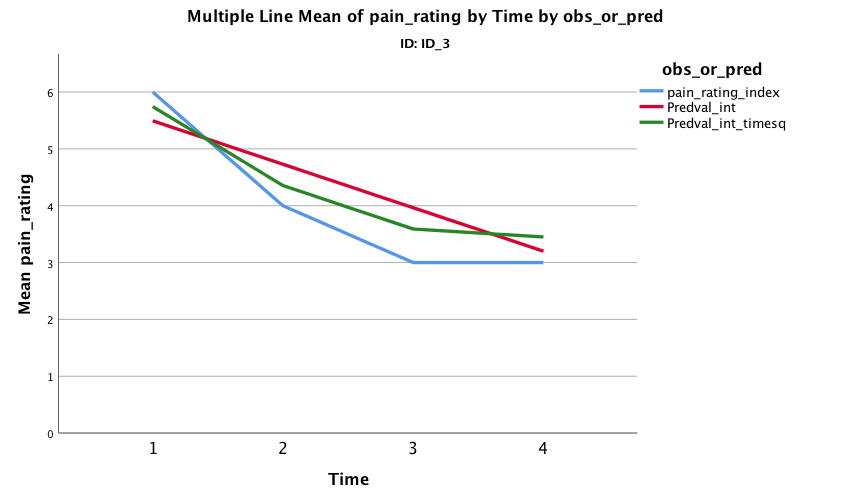 Multiple Line Mean of pain_rating by Time by obs_or_pred
ID: ID_3
obs_or_pred
pain_rating_index
Predval_int
Predval_int_timesq
Mean pain_rating
6
5
4
3
2
1
0
1 2 3 4
Time